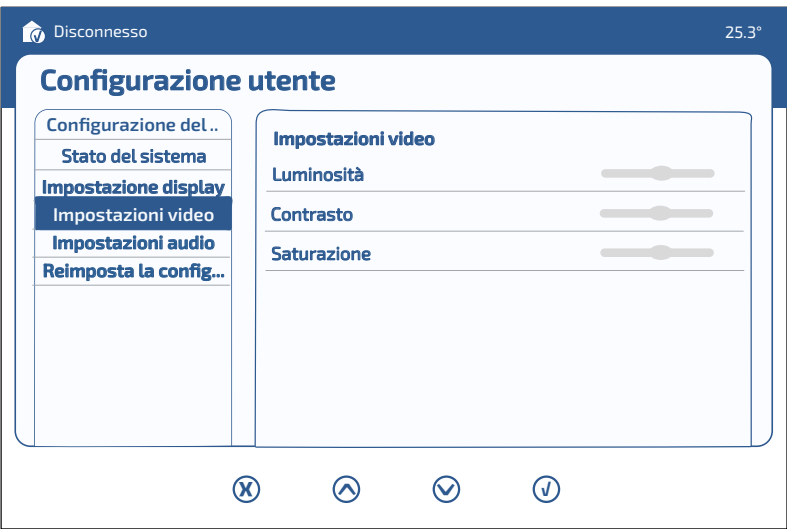 Disconnesso 25.3°
Configurazione utente
Configurazione del ..
Stato del sistema
Impostazione display
Impostazioni video
Impostazioni audio
Reimposta la config...
Impostazioni video
Luminosità
Contrasto
Saturazione
X